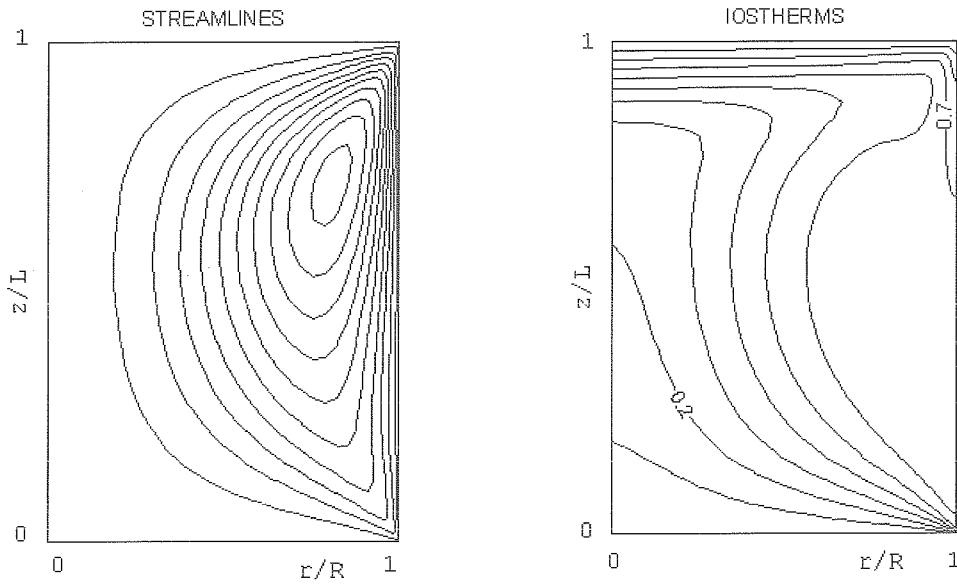 STREAMLINES
1
z/L
0
0
r/R
1
IOSTHERMS
1
z/L
0
0
r/R
1
0.7
0.2